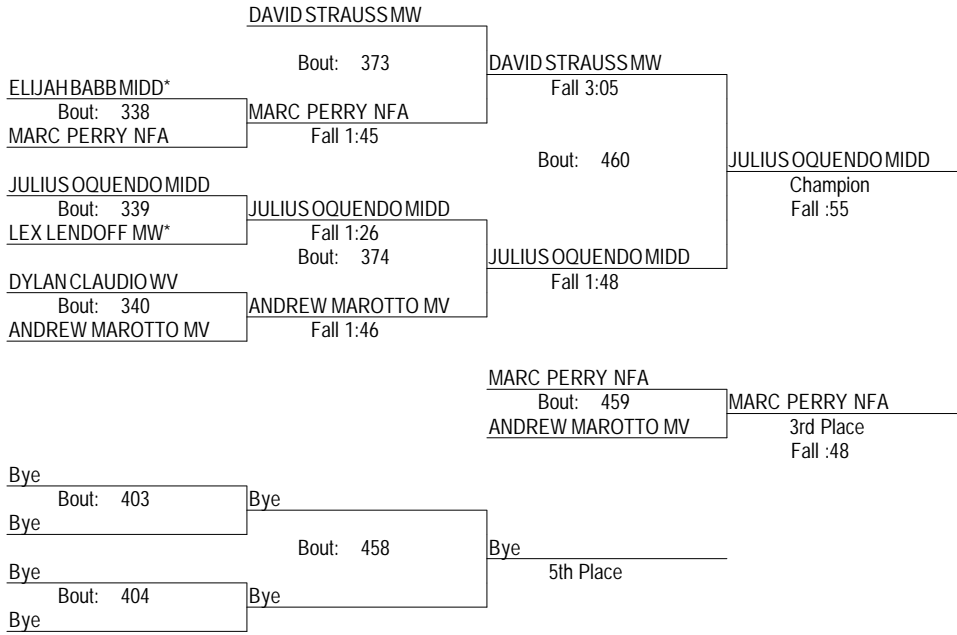 DAVID STRAUSS MW
Bout: 373
DAVID STRAUSS MW
Fall 3:05
ELIJAH BABB MIDD*
Bout: 338
MARC PERRY NFA
MARC PERRY NFA
Fall 1:45
Bout: 460
JULIUS OQUENDO MIDD
Champion
Fall :55
JULIUS OQUENDO MIDD
Bout: 339
LEX LENDOFF MW*
JULIUS OQUENDO MIDD
Fall 1:26
Bout: 374
JULIUS OQUENDO MIDD
Fall 1:48
DYLAN CLAUDIO WV
Bout: 340
ANDREW MAROTTO MV
ANDREW MAROTTO MV
Fall 1:46
MARC PERRY NFA
Bout: 459
ANDREW MAROTTO MV
MARC PERRY NFA
3rd Place
Fall :48
Bye
Bout: 403
Bye
Bye
Bout: 458
Bye
5th Place
Bye
Bout: 404
Bye
Bye